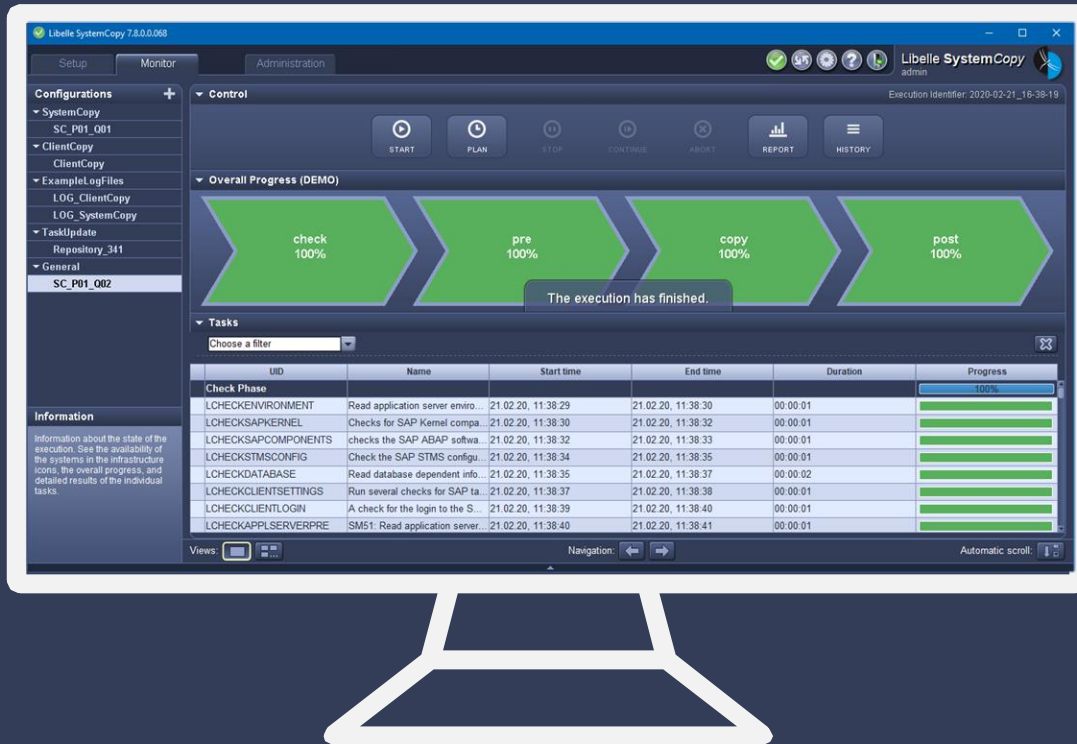 Libelle SystemCopy 7.8.0.0.068
Setup
Monitor
Administration
Libelle SystemCopy
admin
Configurations
SystemCopy
SC_P01_Q01
ClientCopy
ClientCopy
ExampleLogFiles
LOG_ClientCopy
LOG_SystemCopy
TaskUpdate
Repository_341
General
SC_P01_Q02
Information
Information about the state of the
execution. See the availability of
the systems in the infrastructure
icons, the overall progress, and
detailed results of the individual
tasks.
Control
Execution Identifier: 2020-02-21_16-38-19
START PLAN STOP CONTINUE ABORT REPORT HISTORY
Overall Progress (DEMO)
check
100%
pre
100%
copy
100%
post
100%
The execution has finished.
Tasks
Choose a filter
UID Name Start time End time Duration Progress
Check Phase 100%
LCHECKENVIRONMENT Read application server enviro... 21.02.20, 11:38:29 21.02.20, 11:38:30 00:00:01
LCHECKSAPKERNEL Checks for SAP Kernel compa... 21.02.20, 11:38:30 21.02.20, 11:38:32 00:00:01
LCHECKSAPCOMPONENTS checks the SAP ABAP softwa... 21.02.20, 11:38:32 21.02.20, 11:38:33 00:00:01
LCHECKSTMSCONFIG Check the SAP STMS configu... 21.02.20, 11:38:34 21.02.20, 11:38:35 00:00:01
LCHECKDATABASE Read database dependent info... 21.02.20, 11:38:35 21.02.20, 11:38:37 00:00:02
LCHECKCLIENTSETTINGS Run several checks for SAP ta... 21.02.20, 11:38:37 21.02.20, 11:38:38 00:00:01
LCHECKCLIENTLOGIN A check for the login to the S... 21.02.20, 11:38:39 21.02.20, 11:38:40 00:00:01
LCHECKAPPLSERVERPRE SM51: Read application server... 21.02.20, 11:38:40 21.02.20, 11:38:41 00:00:01
Views: Navigation: Automatic scroll: